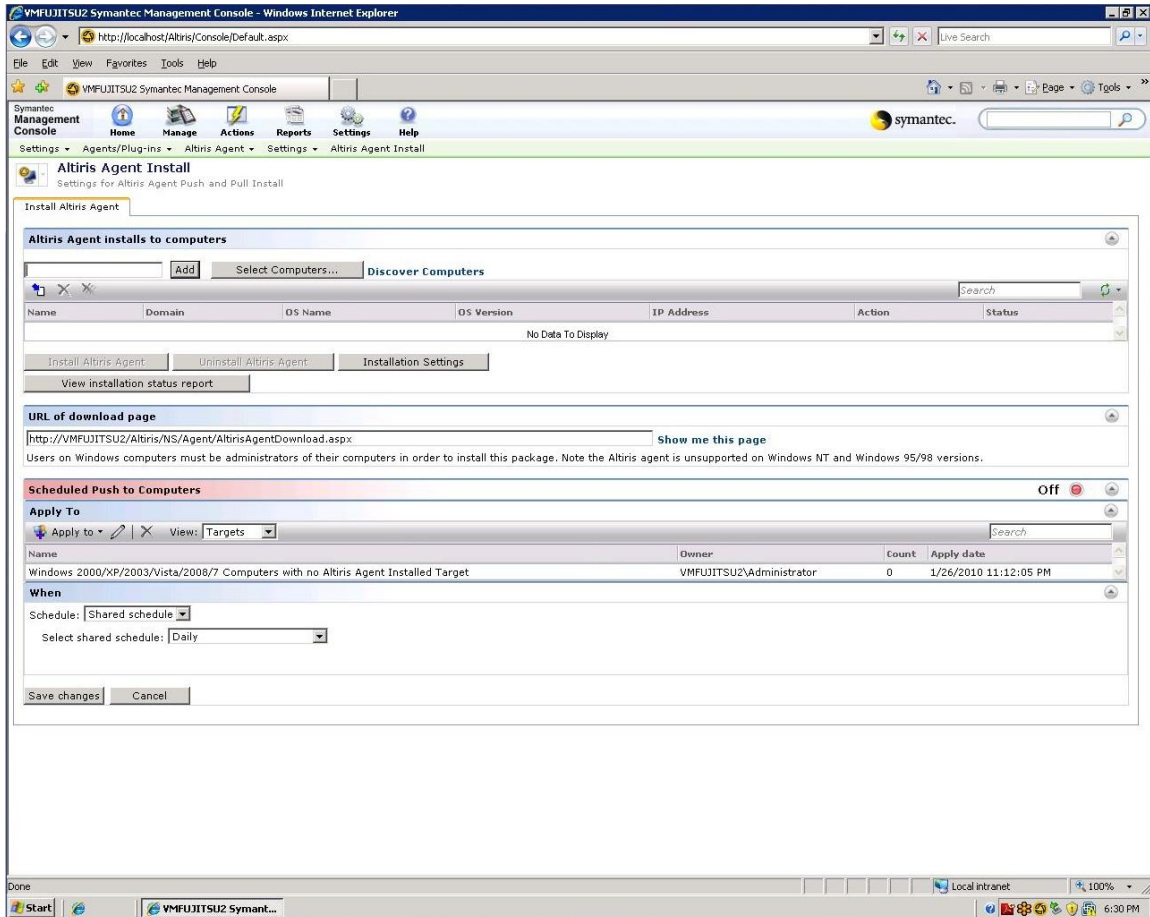 VMFUJITSU2 Symantec Management Console - Windows Internet Explorer
http://localhost/Altiris/Console/Default.aspx
Live Search
File Edit View Favorites Tools Help
VMFUJITSU2 Symantec Management Console
Page Tools
Symantec Management Console
Home Manage Actions Reports Settings Help
symantec.
Settings Agents/Plug-ins Altiris Agent Settings Altiris Agent Install
Altiris Agent Install
Settings for Altiris Agent Push and Pull Install
Install Altiris Agent
Altiris Agent installs to computers
Add Select Computers... Discover Computers
Search
Name Domain OS Name OS Version IP Address Action Status
No Data To Display
Install Altiris Agent Uninstall Altiris Agent Installation Settings
View installation status report
URL of download page
http://VMFUJITSU2/Altiris/NS/Agent/AltirisAgentDownload.aspx Show me this page
Users on Windows computers must be administrators of their computers in order to install this package. Note the Altiris agent is unsupported on Windows NT and Windows 95/98 versions.
Scheduled Push to Computers Off
Apply To
Apply to View: Targets Search
Name Owner Count Apply date
Windows 2000/XP/2003/Vista/2008/7 Computers with no Altiris Agent Installed Target VMFUJITSU2\Administrator 0 1/26/2010 11:12:05 PM
When
Schedule: Shared schedule
Select shared schedule: Daily
Save changes Cancel
Done Local intranet 100%
Start VMFUJITSU2 Symant... 6:30 PM